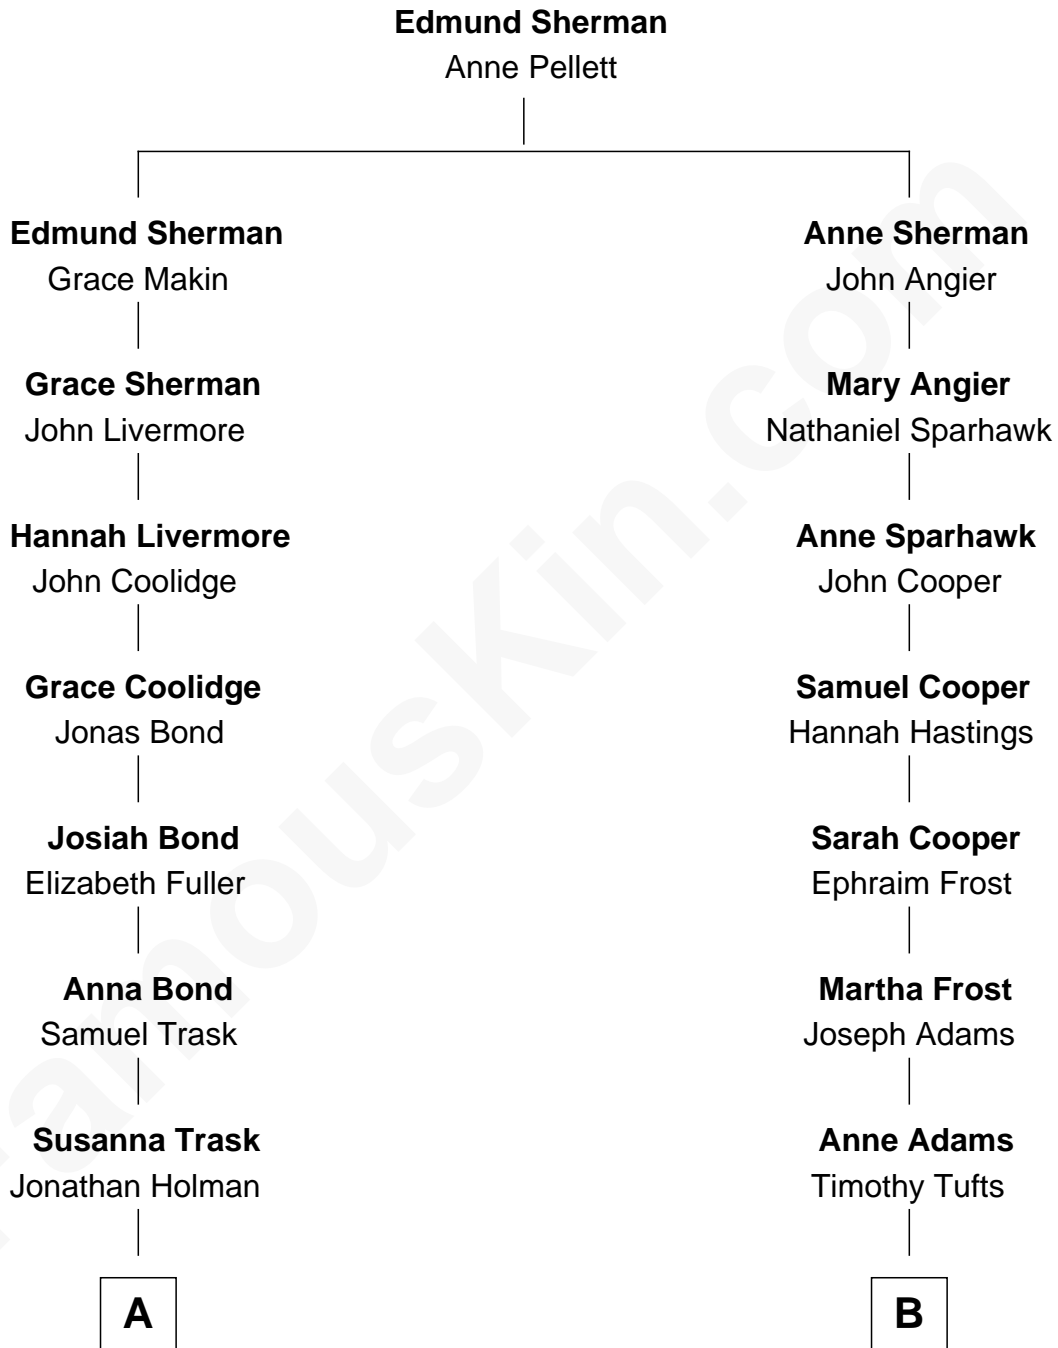 Edmund Sherman
Anne Pellett
Edmund Sherman
Grace Makin
Anne Sherman
John Angier
Grace Sherman
John Livermore
Mary Angier
Nathaniel Sparhawk
Hannah Livermore
John Coolidge
Anne Sparhawk
John Cooper
Grace Coolidge
Jonas Bond
Samuel Cooper
Hannah Hastings
Josiah Bond
Elizabeth Fuller
Sarah Cooper
Ephraim Frost
Anna Bond
Samuel Trask
Martha Frost
Joseph Adams
Susanna Trask
Jonathan Holman
Anne Adams
Timothy Tufts
A
B
FamousKin.com